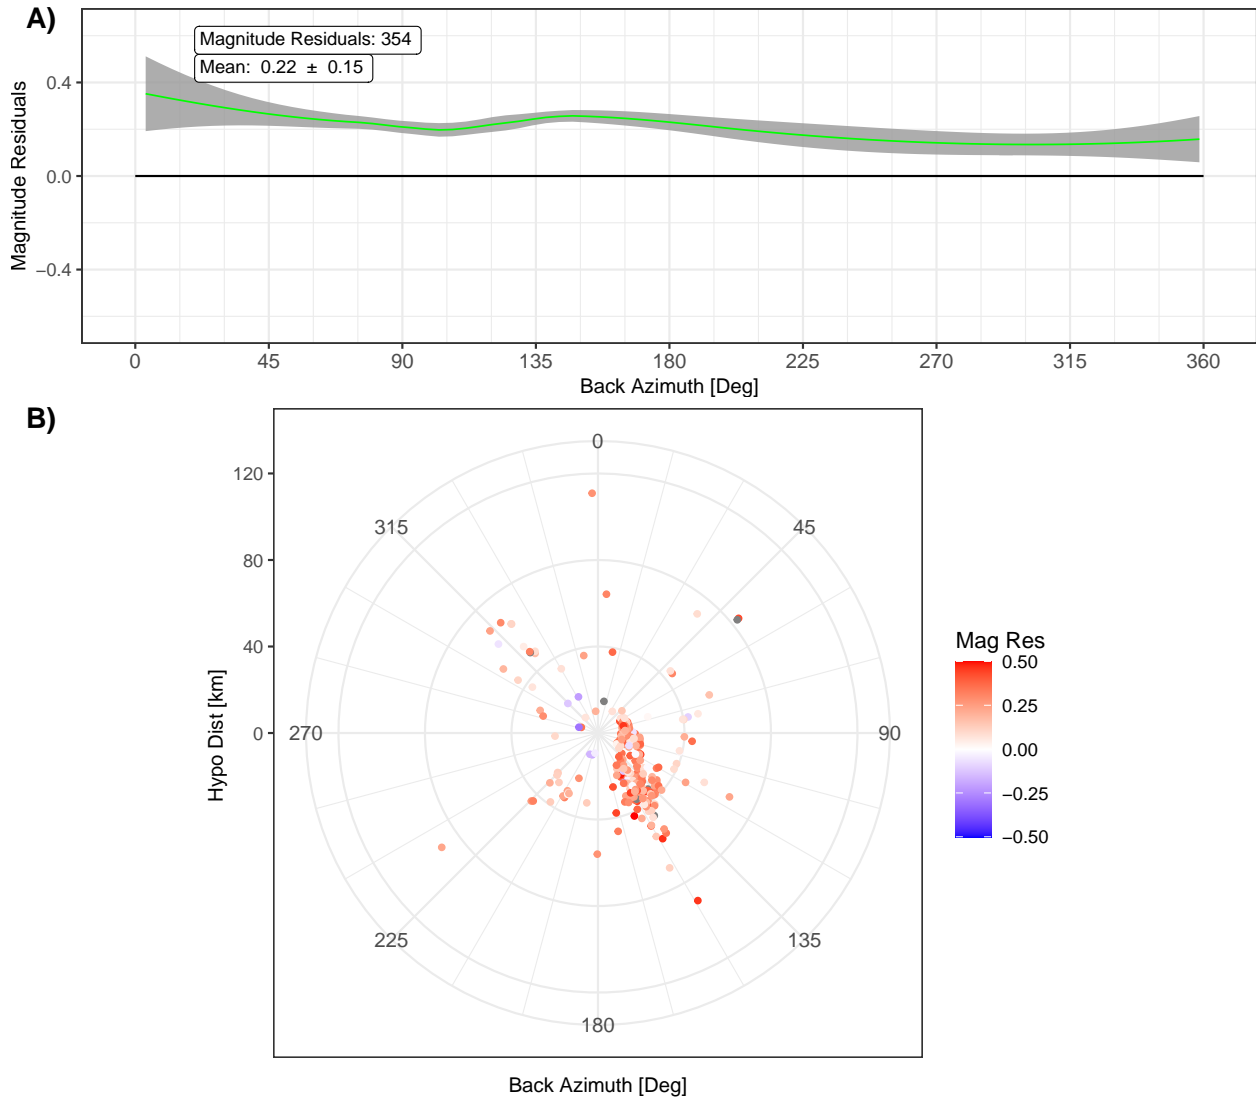 A)
Magnitude Residuals: 354
Mean: 0.22 ± 0.15
0.4
0.0
−0.4
Magnitude Residuals
0 45 90 135 180 225 270 315 360
Back Azimuth [Deg]
B)
0
45
90
135
180
225
270
315
120
80
40
0
Hypo Dist [km]
Back Azimuth [Deg]
Mag Res
0.50
0.25
0.00
−0.25
−0.50